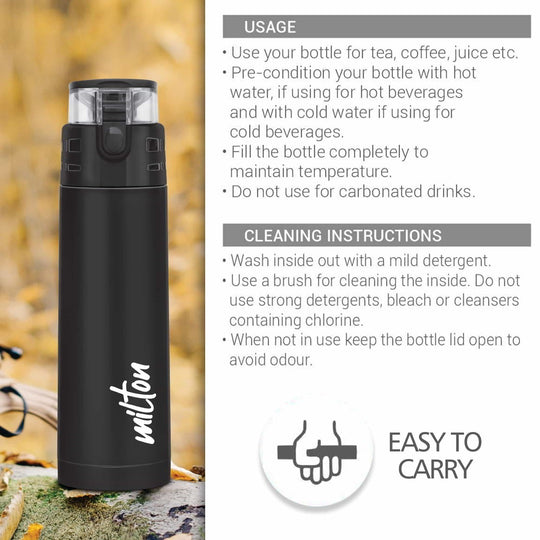 USAGE
• Use your bottle for tea, coffee, juice etc.
• Pre-condition your bottle with hot
water, if using for hot beverages
and with cold water if using for
cold beverages.
• Fill the bottle completely to
maintain temperature.
• Do not use for carbonated drinks.
CLEANING INSTRUCTIONS
• Wash inside out with a mild detergent.
• Use a brush for cleaning the inside. Do not
use strong detergents, bleach or cleansers
containing chlorine.
• When not in use keep the bottle lid open to
avoid odour.
milton
EASY TO
CARRY